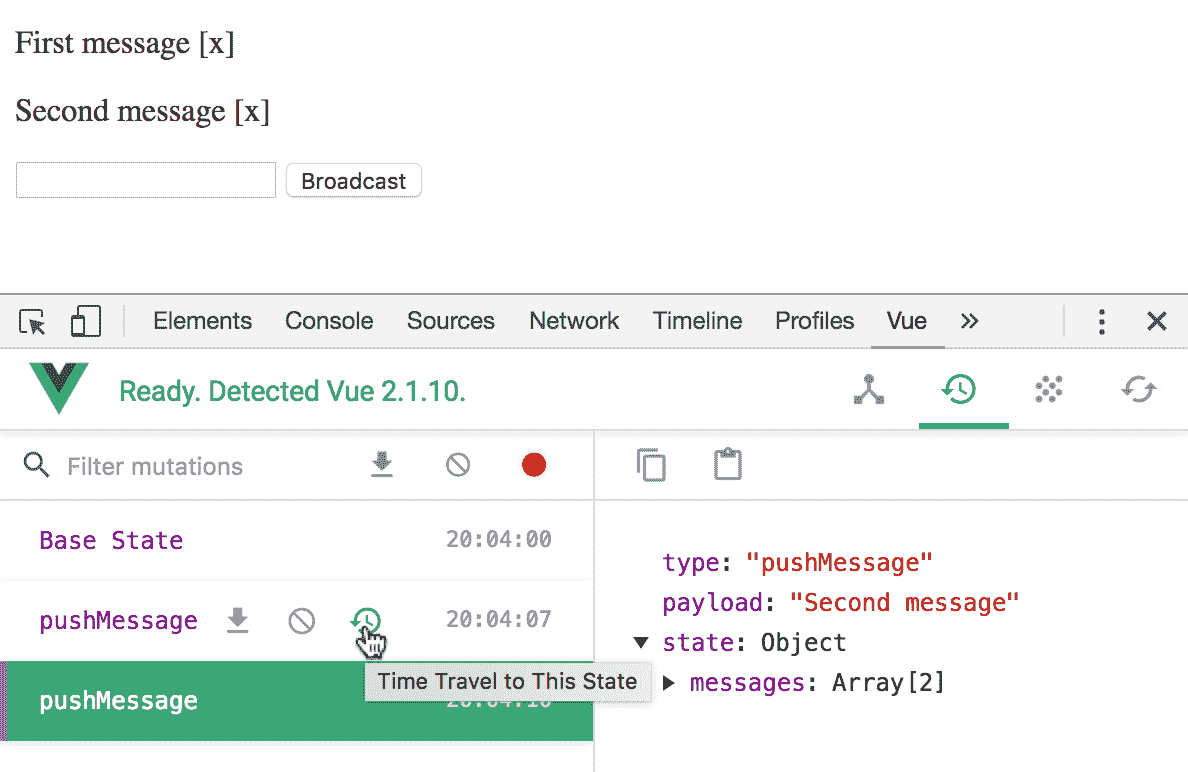 First message [x]
Second message [x]
Broadcast
Elements Console Sources Network Timeline Profiles Vue »
Ready. Detected Vue 2.1.10.
Filter mutations
Base State 20:04:00
pushMessage 20:04:07
Time Travel to This State
pushMessage
type: "pushMessage"
payload: "Second message"
state: Object
messages: Array[2]